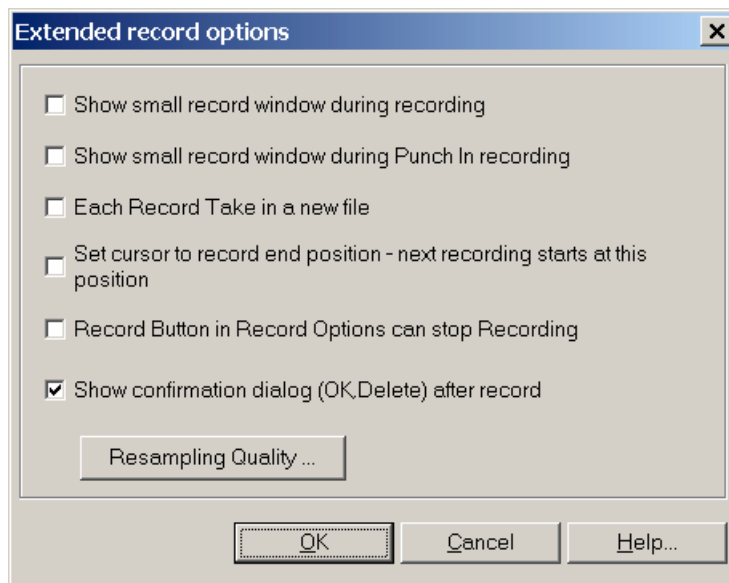 Extended record options
Show small record window during recording
Show small record window during Punch In recording
Each Record Take in a new file
Set cursor to record end position - next recording starts at this
position
Record Button in Record Options can stop Recording
Show confirmation dialog (OK,Delete) after record
Resampling Quality ...
OK Cancel Help...